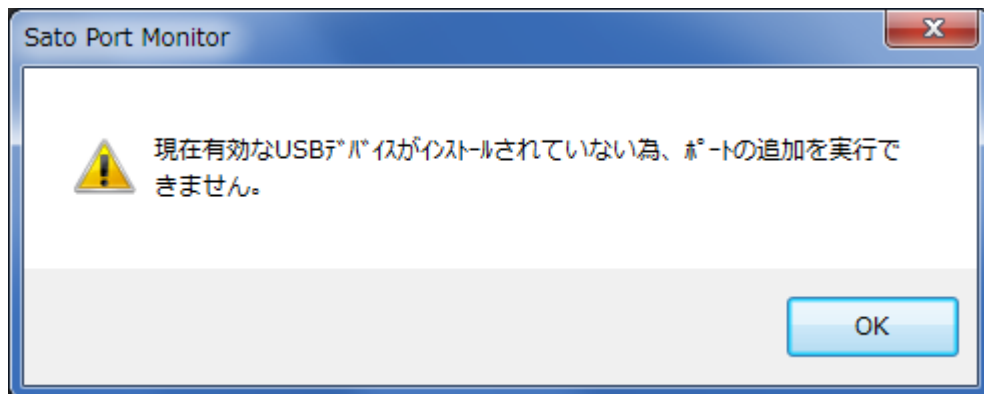 Sato Port Monitor
現在有効なUSBﾃﾞﾊﾞｲｽがｲﾝｽﾄｰﾙされていない為、ﾎﾟｰﾄの追加を実行で
きません。
OK